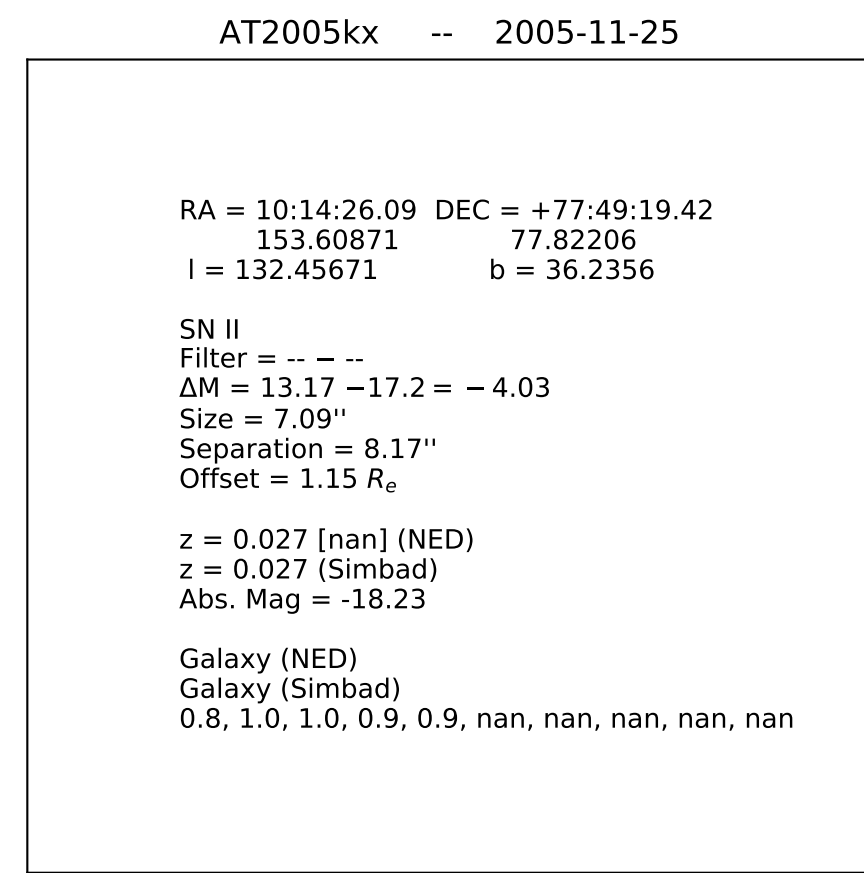 AT2005kx -- 2005-11-25
RA = 10:14:26.09 DEC = +77:49:19.42
153.60871 77.82206
l = 132.45671 b = 36.2356
SN II
Filter = -- − --
ΔM = 13.17 −17.2 = − 4.03
Size = 7.09''
Separation = 8.17''
Offset = 1.15 Re
z = 0.027 [nan] (NED)
z = 0.027 (Simbad)
Abs. Mag = -18.23
Galaxy (NED)
Galaxy (Simbad)
0.8, 1.0, 1.0, 0.9, 0.9, nan, nan, nan, nan, nan